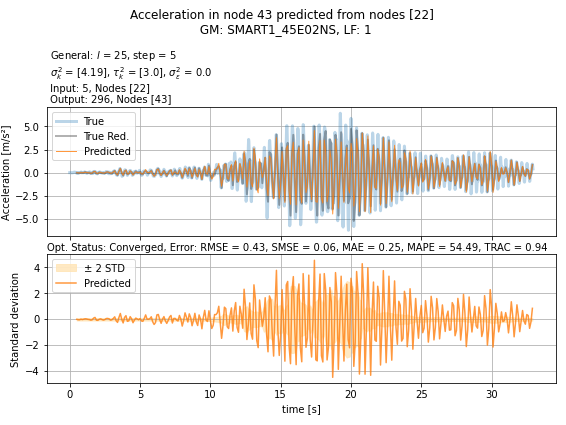 Acceleration in node 43 predicted from nodes [22]
GM: SMART1_45E02NS, LF: 1
General: l = 25, step = 5
σ²ₖ = [4.19], τ²ₖ = [3.0], σ²ₑ = 0.0
Input: 5, Nodes [22]
Output: 296, Nodes [43]
Acceleration [m/s²]
5.0
2.5
0.0
−2.5
−5.0
True
True Red.
Predicted
Opt. Status: Converged, Error: RMSE = 0.43, SMSE = 0.06, MAE = 0.25, MAPE = 54.49, TRAC = 0.94
Standard deviation
4
2
0
−2
−4
± 2 STD
Predicted
0 5 10 15 20 25 30
time [s]